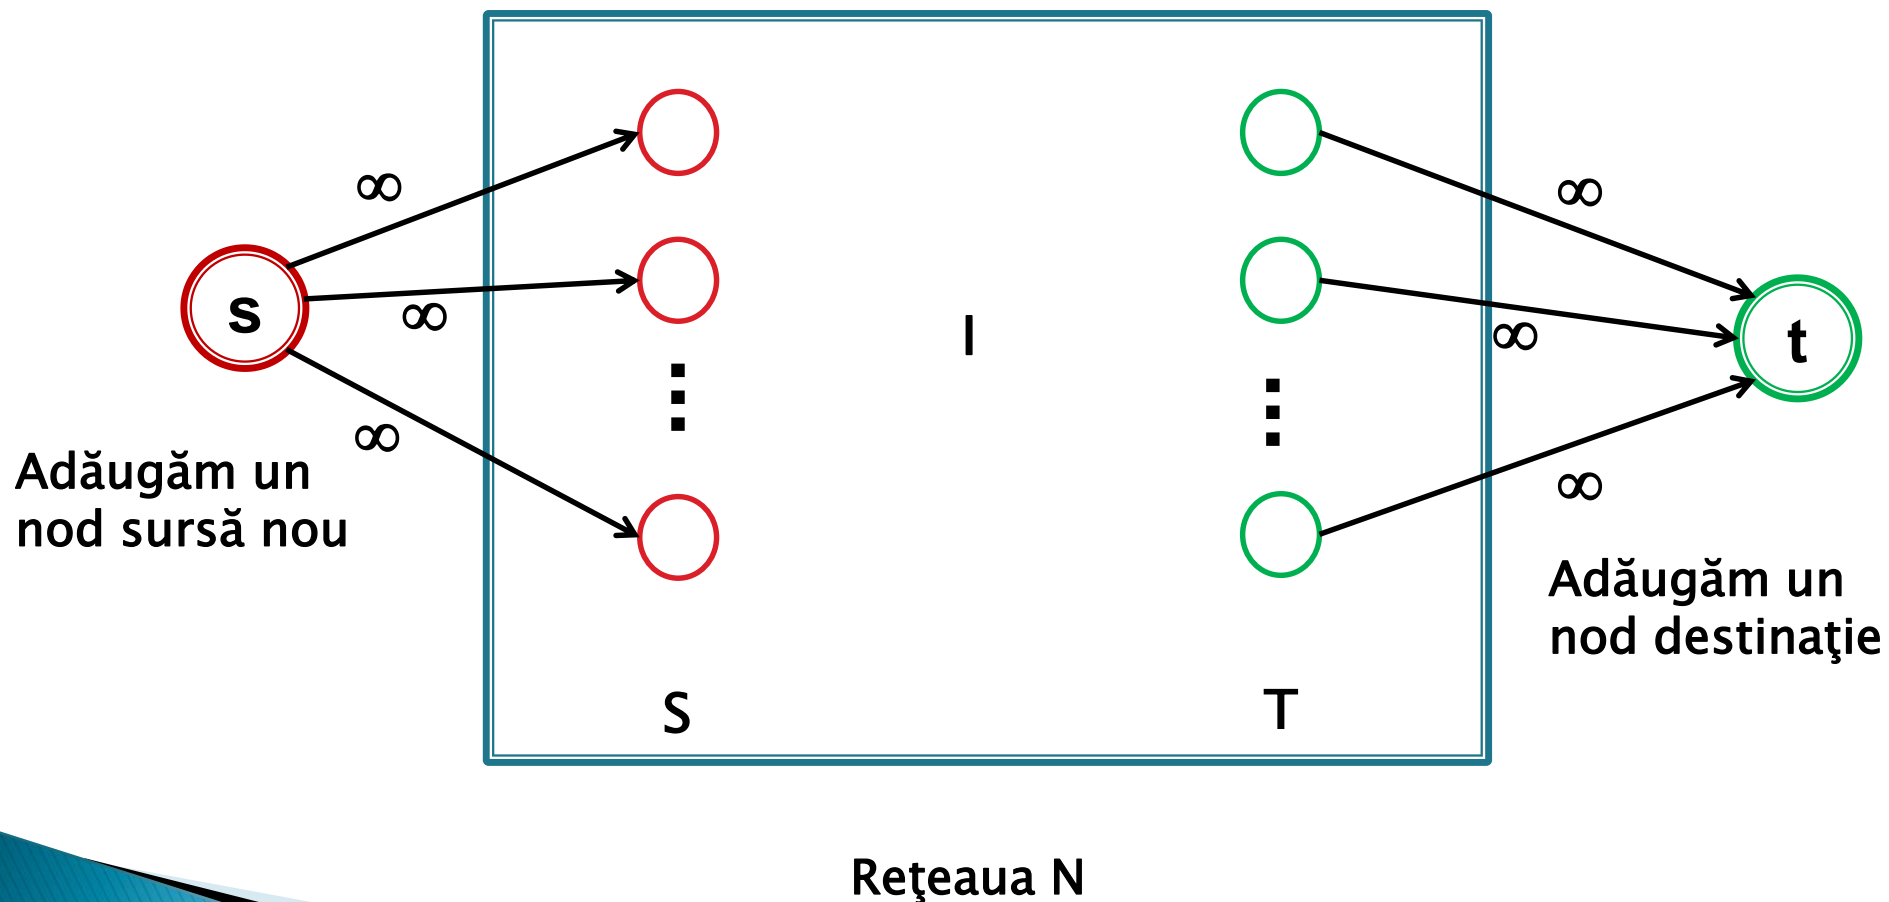 ∞
∞
s
∞
∞
I
∞
t
∞
∞
Adăugăm un
nod sursă nou
Adăugăm un
nod destinaţie
S
T
Reţeaua N